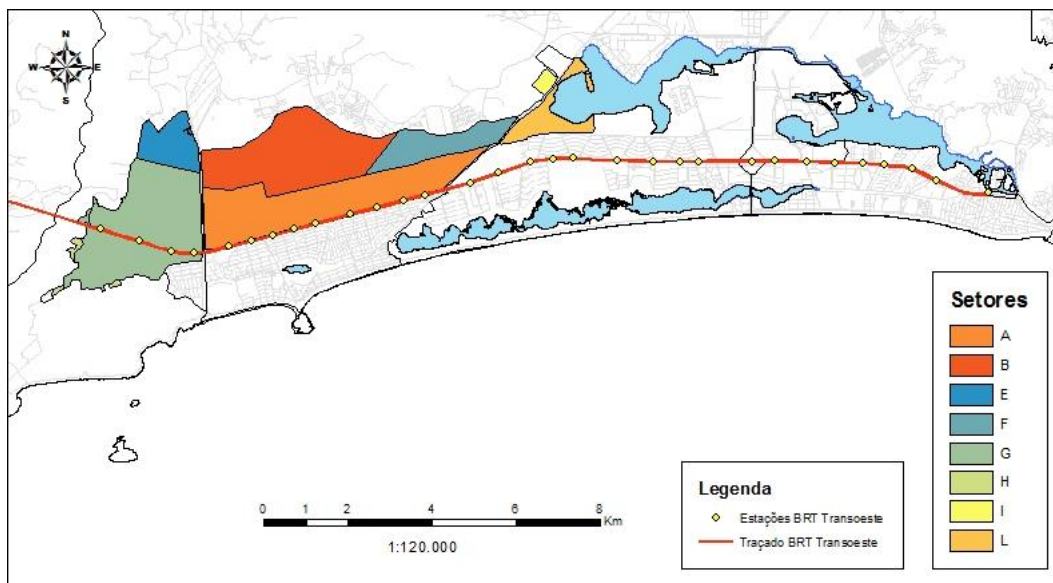 N
W E
S
Setores
A
B
E
F
G
H
I
L
Legenda
Estações BRT Transoeste
Traçado BRT Transoeste
0 1 2 4 6 8
Km
1:120.000